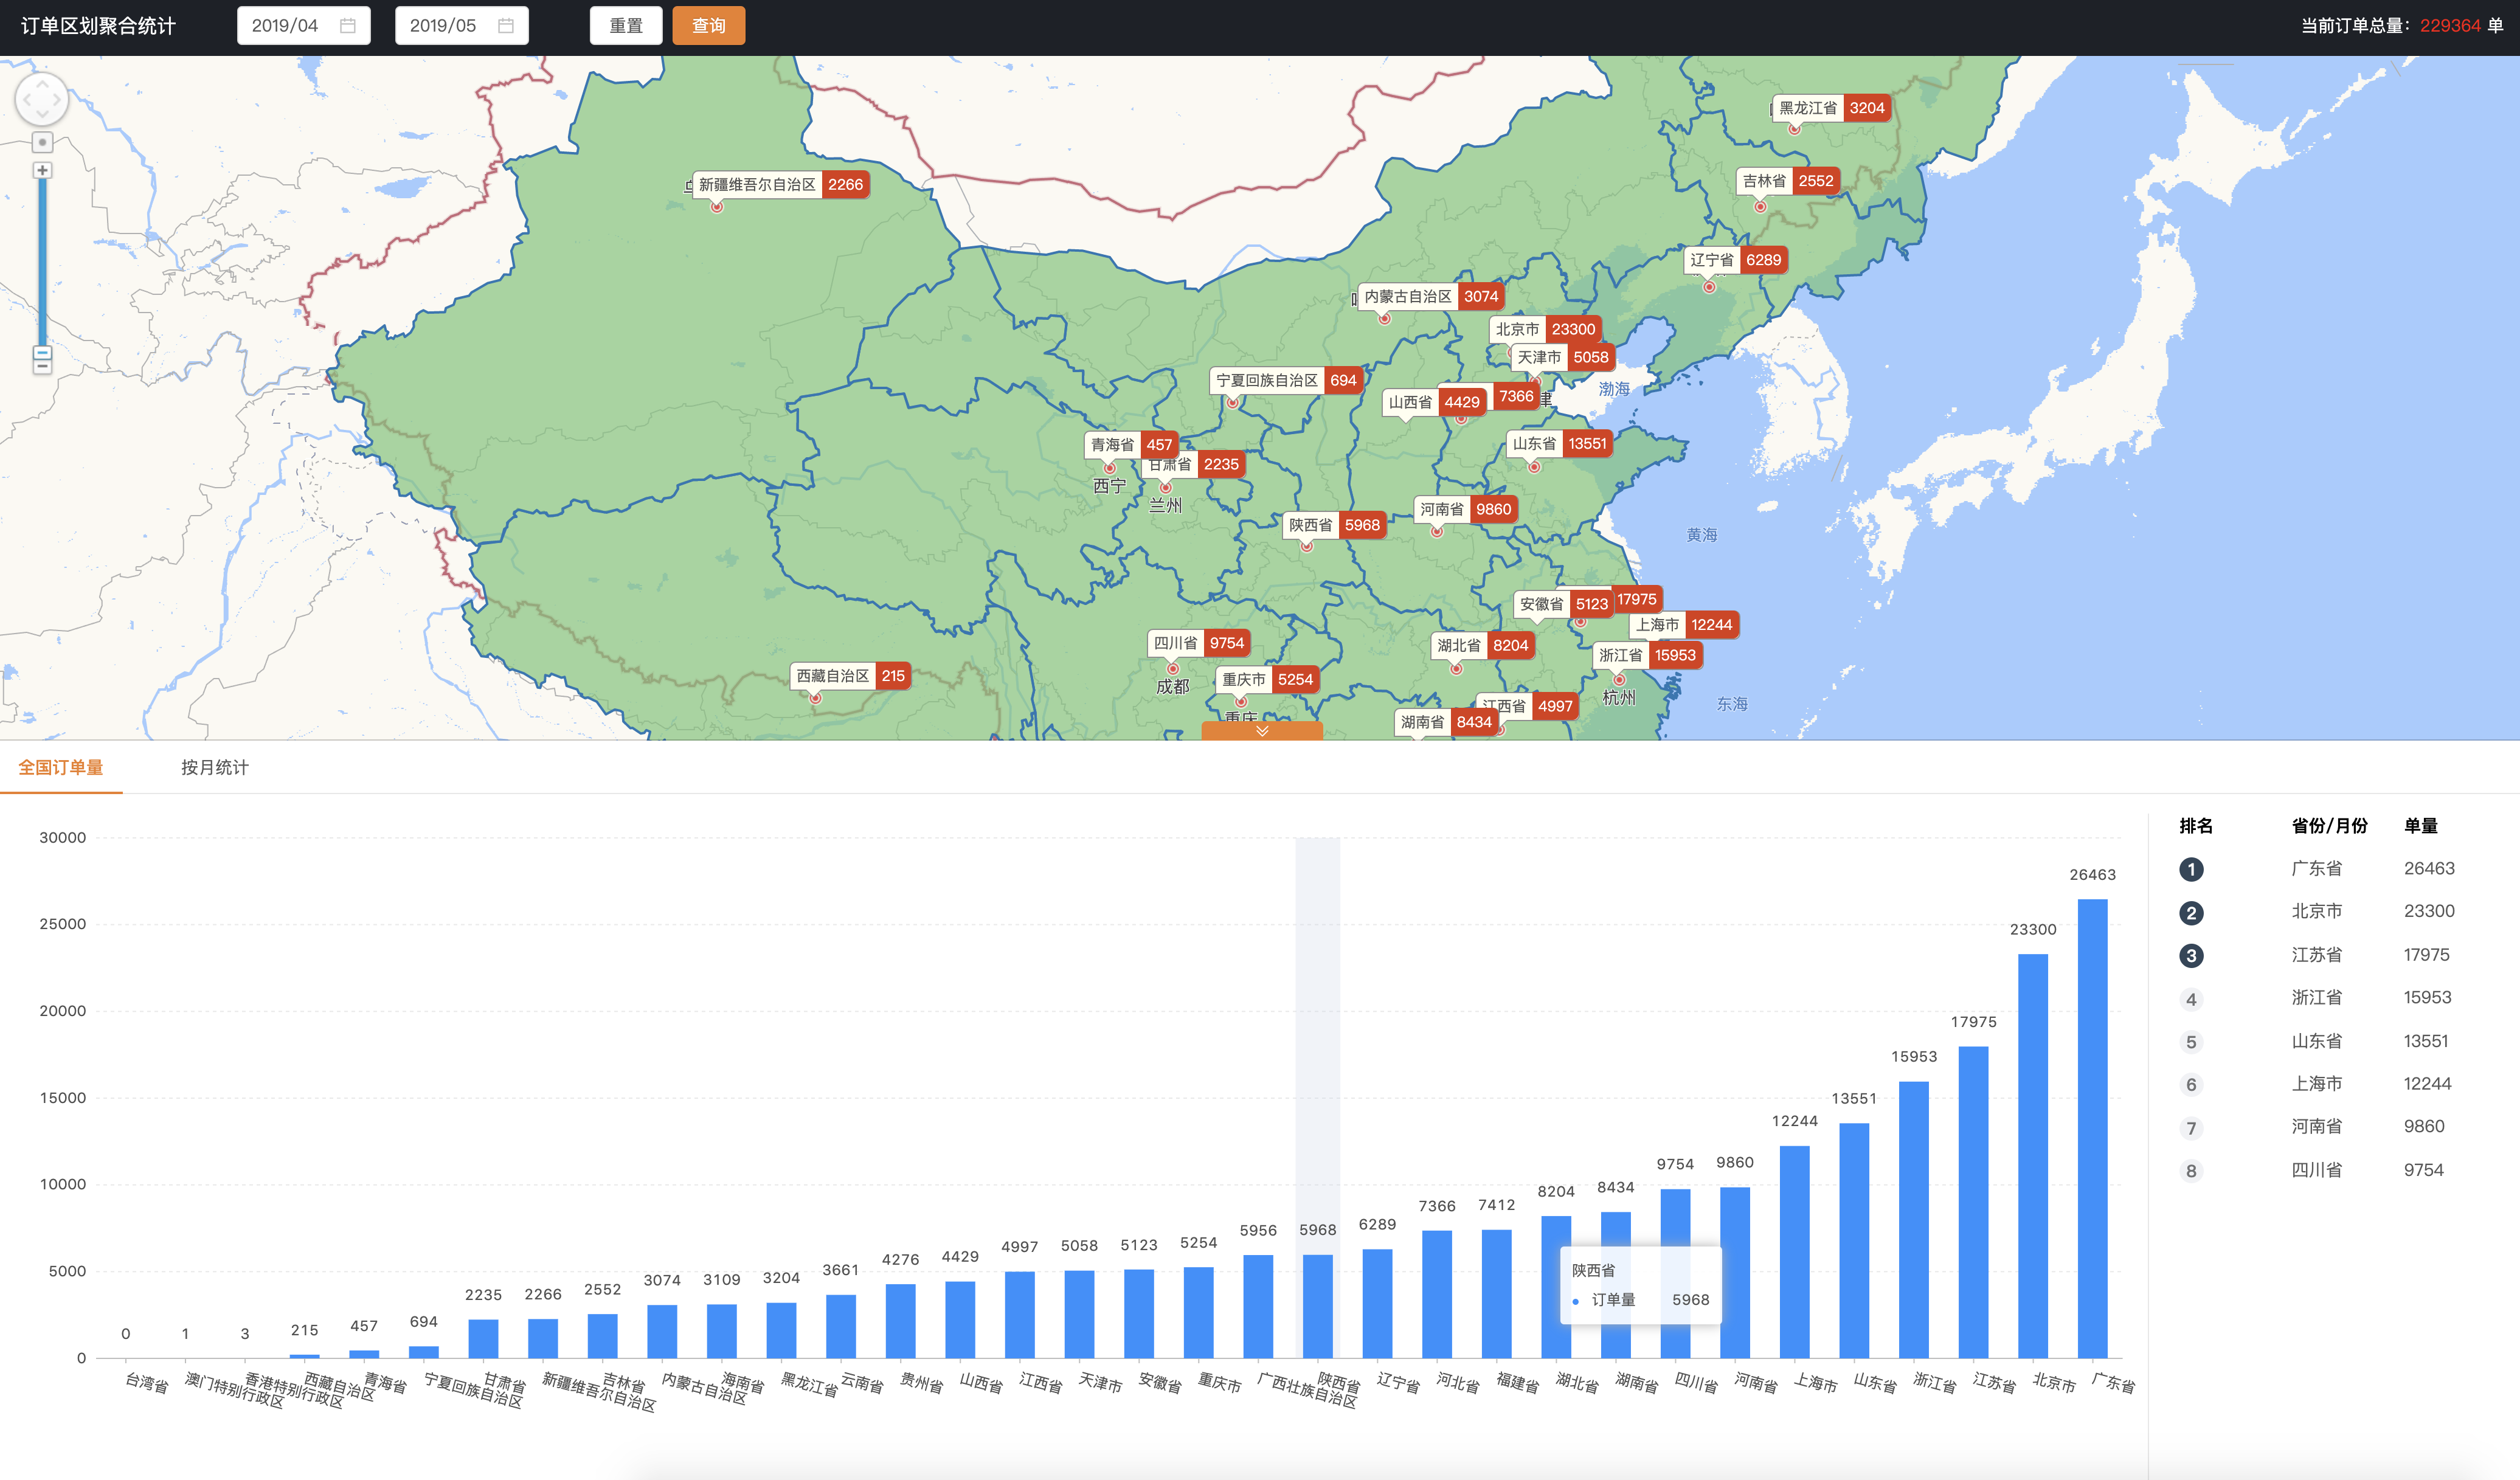 订单区划聚合统计
2019/04
2019/05
重置
查询
当前订单总量：229364 单
黑龙江省 3204
吉林省 2552
新疆维吾尔自治区 2266
辽宁省 6289
内蒙古自治区 3074
北京市 23300
天津市 5058
宁夏回族自治区 694
渤海
山西省 4429
7366
津
青海省 457
甘肃省 2235
山东省 13551
西宁
兰州
河南省 9860
陕西省 5968
黄海
安徽省 5123
17975
上海市 12244
四川省 9754
湖北省 8204
浙江省 15953
西藏自治区 215
成都
重庆市 5254
杭州
东海
江西省 4997
重庆
湖南省 8434
全国订单量
按月统计
30000
25000
20000
15000
10000
5000
0
0
1
3
215
457
694
2235
2266
2552
3074
3109
3204
3661
4276
4429
4997
5058
5123
5254
5956
5968
6289
7366
7412
8204
8434
9754
9860
12244
13551
15953
17975
23300
26463
台湾省
澳门特别行政区
香港特别行政区
西藏自治区
青海省
宁夏回族自治区
甘肃省
新疆维吾尔自治区
吉林省
内蒙古自治区
海南省
黑龙江省
云南省
贵州省
山西省
江西省
天津市
安徽省
重庆市
广西壮族自治区
陕西省
辽宁省
河北省
福建省
湖北省
湖南省
四川省
河南省
上海市
山东省
浙江省
江苏省
北京市
广东省
陕西省
订单量 5968
排名 省份/月份 单量
1 广东省 26463
2 北京市 23300
3 江苏省 17975
4 浙江省 15953
5 山东省 13551
6 上海市 12244
7 河南省 9860
8 四川省 9754